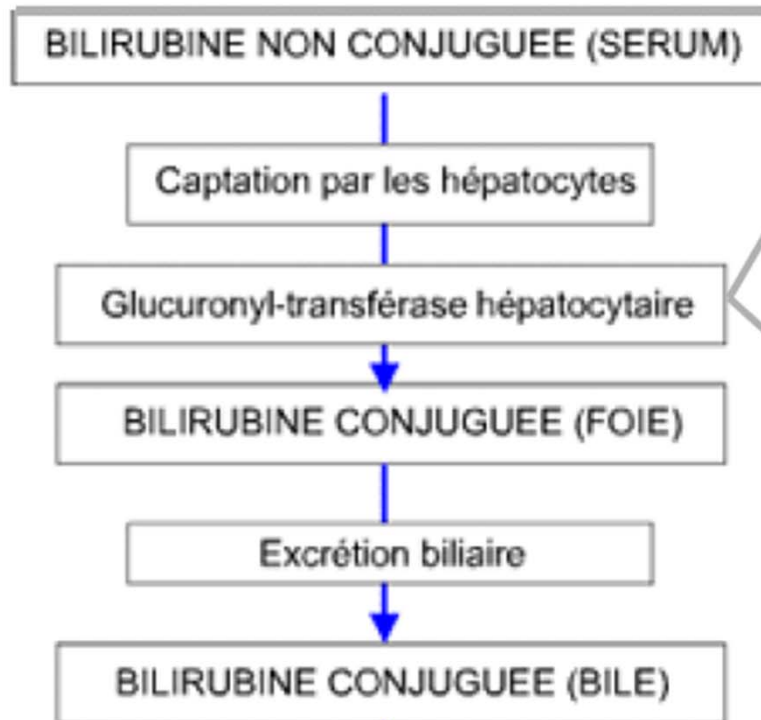 BILIRUBINE NON CONJUGUEE (SERUM)
Captation par les hépatocytes
Glucuronyl-transférase hépatocytaire
BILIRUBINE CONJUGUEE (FOIE)
Excrétion biliaire
BILIRUBINE CONJUGUEE (BILE)